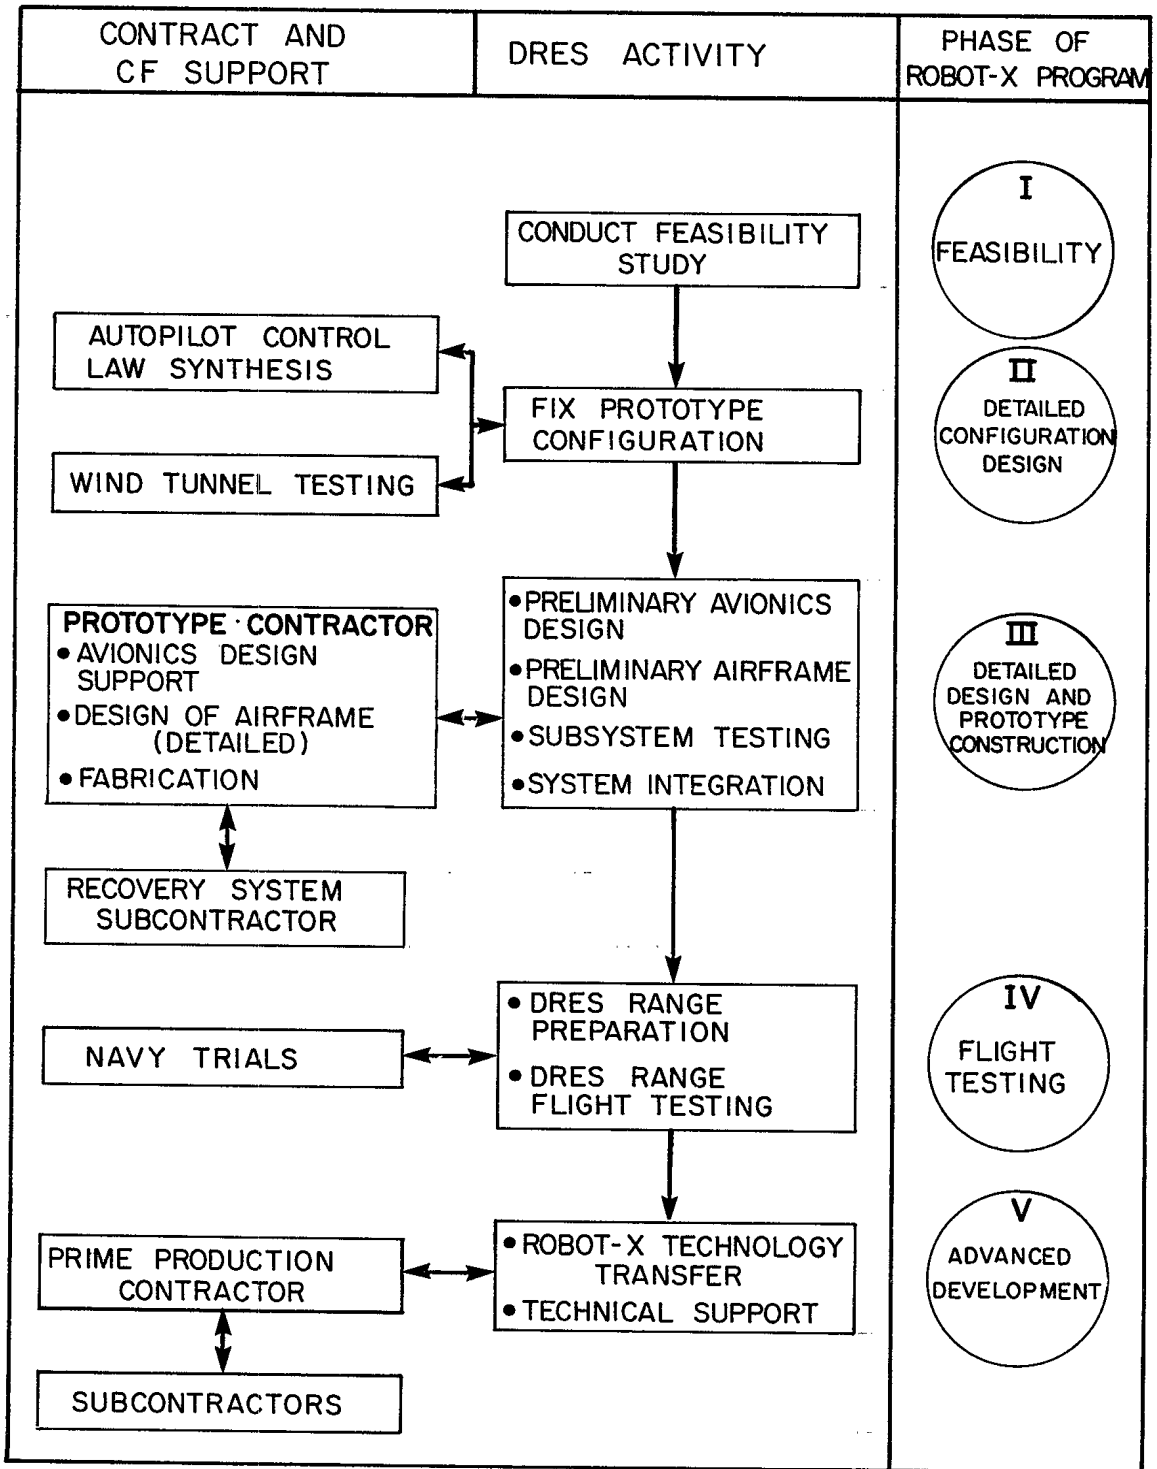 CONTRACT AND
CF SUPPORT
DRES ACTIVITY
PHASE OF
ROBOT-X PROGRAM
I
FEASIBILITY
CONDUCT FEASIBILITY
STUDY
AUTOPILOT CONTROL
LAW SYNTHESIS
WIND TUNNEL TESTING
FIX PROTOTYPE
CONFIGURATION
II
DETAILED
CONFIGURATION
DESIGN
PROTOTYPE · CONTRACTOR
• AVIONICS DESIGN
SUPPORT
• DESIGN OF AIRFRAME
(DETAILED)
• FABRICATION
• PRELIMINARY AVIONICS
DESIGN
• PRELIMINARY AIRFRAME
DESIGN
• SUBSYSTEM TESTING
• SYSTEM INTEGRATION
III
DETAILED
DESIGN AND
PROTOTYPE
CONSTRUCTION
RECOVERY SYSTEM
SUBCONTRACTOR
NAVY TRIALS
• DRES RANGE
PREPARATION
• DRES RANGE
FLIGHT TESTING
IV
FLIGHT
TESTING
PRIME PRODUCTION
CONTRACTOR
• ROBOT-X TECHNOLOGY
TRANSFER
• TECHNICAL SUPPORT
V
ADVANCED
DEVELOPMENT
SUBCONTRACTORS